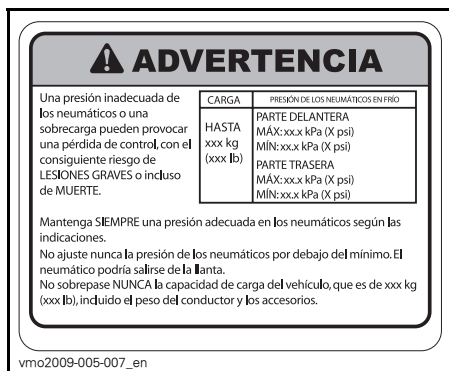 ADVERTENCIA
Una presión inadecuada de
los neumáticos o una
sobrecarga pueden provocar
una pérdida de control, con el
consiguiente riesgo de
LESIONES GRAVES o incluso
de MUERTE.
CARGA
PRESIÓN DE LOS NEUMÁTICOS EN FRÍO
HASTA
xxx kg
(xxx lb)
PARTE DELANTERA
MÁX: xx.x kPa (X psi)
MÍN: xx.x kPa (X psi)
PARTE TRASERA
MÁX: xx.x kPa (X psi)
MÍN: xx.x kPa (X psi)
Mantenga SIEMPRE una presión adecuada en los neumáticos según las
indicaciones.
No ajuste nunca la presión de los neumáticos por debajo del mínimo. El
neumático podría salirse de la llanta.
No sobrepase NUNCA la capacidad de carga del vehículo, que es de xxx kg
(xxx lb), incluido el peso del conductor y los accesorios.
vmo2009-005-007_en